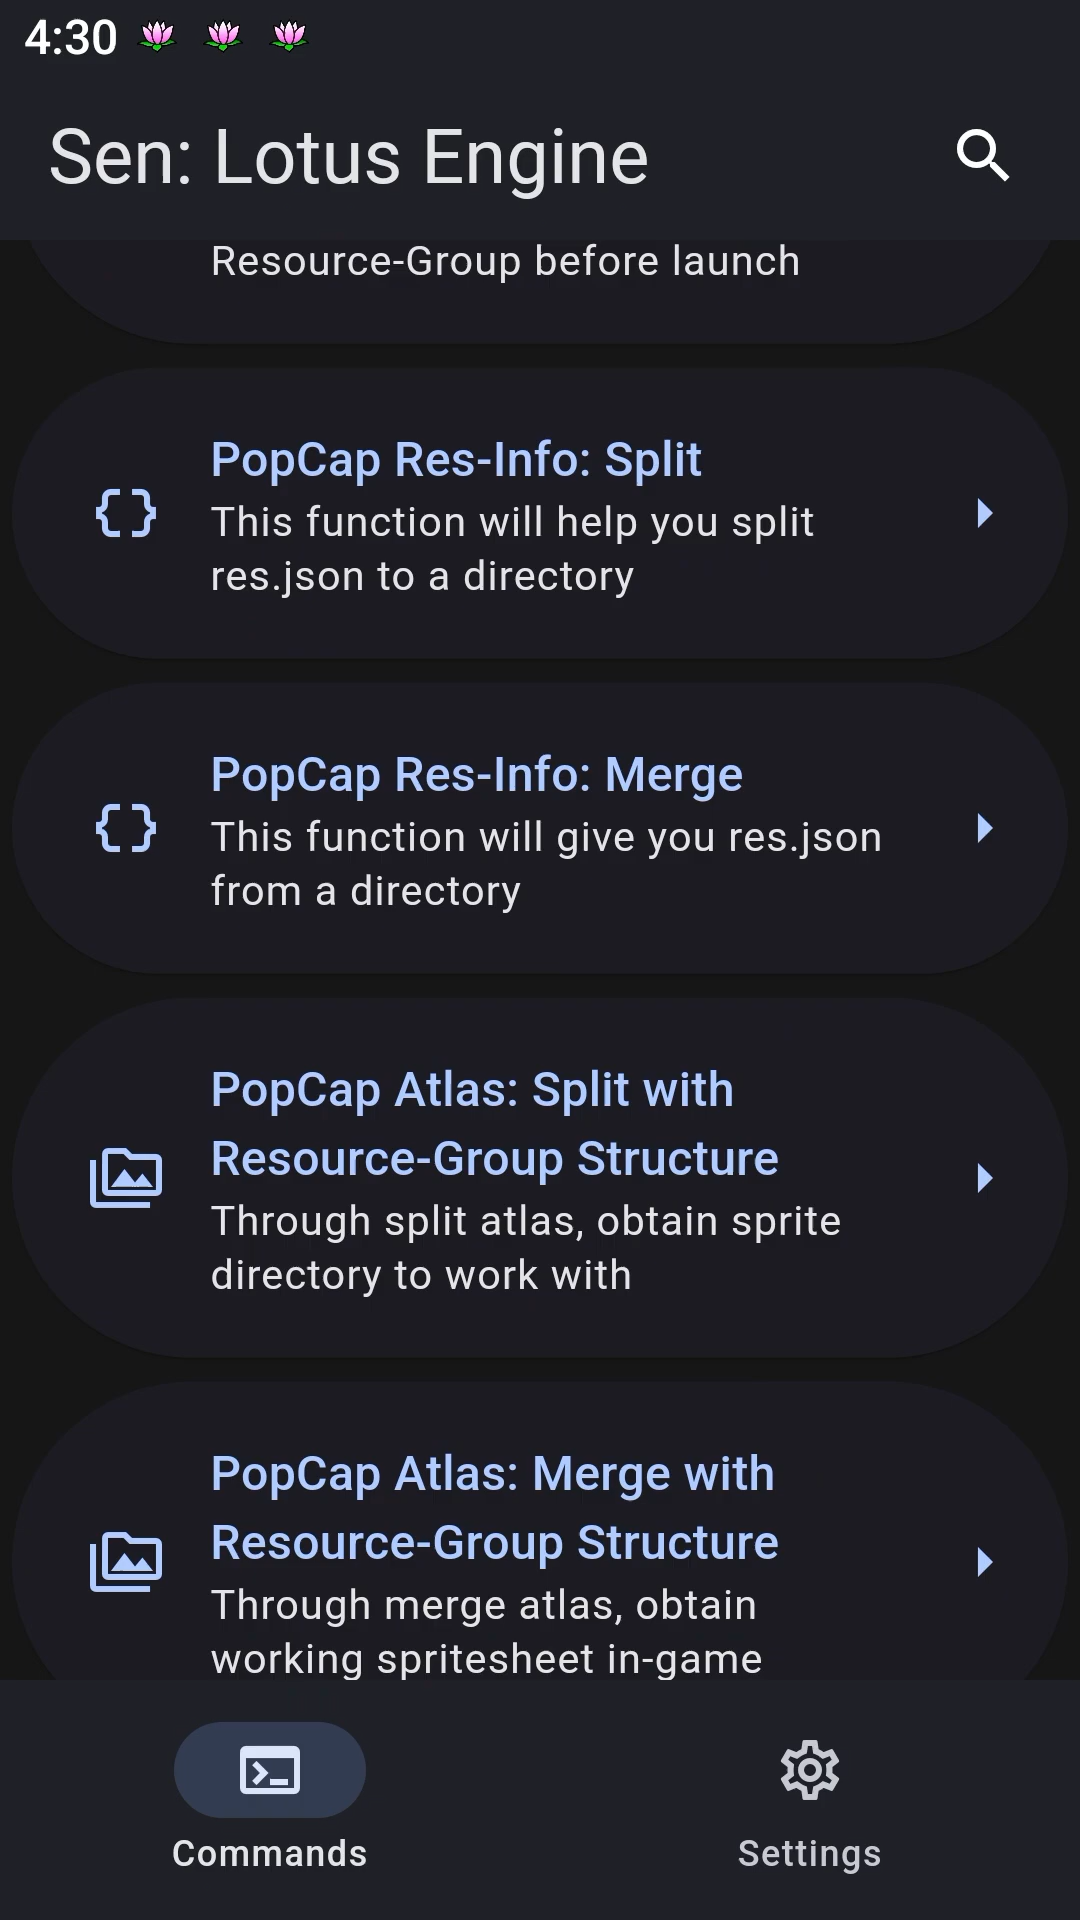 4:30
Sen: Lotus Engine
Resource-Group before launch
PopCap Res-Info: Split
This function will help you split
res.json to a directory
PopCap Res-Info: Merge
This function will give you res.json
from a directory
PopCap Atlas: Split with
Resource-Group Structure
Through split atlas, obtain sprite
directory to work with
PopCap Atlas: Merge with
Resource-Group Structure
Through merge atlas, obtain
working spritesheet in-game
Commands
Settings